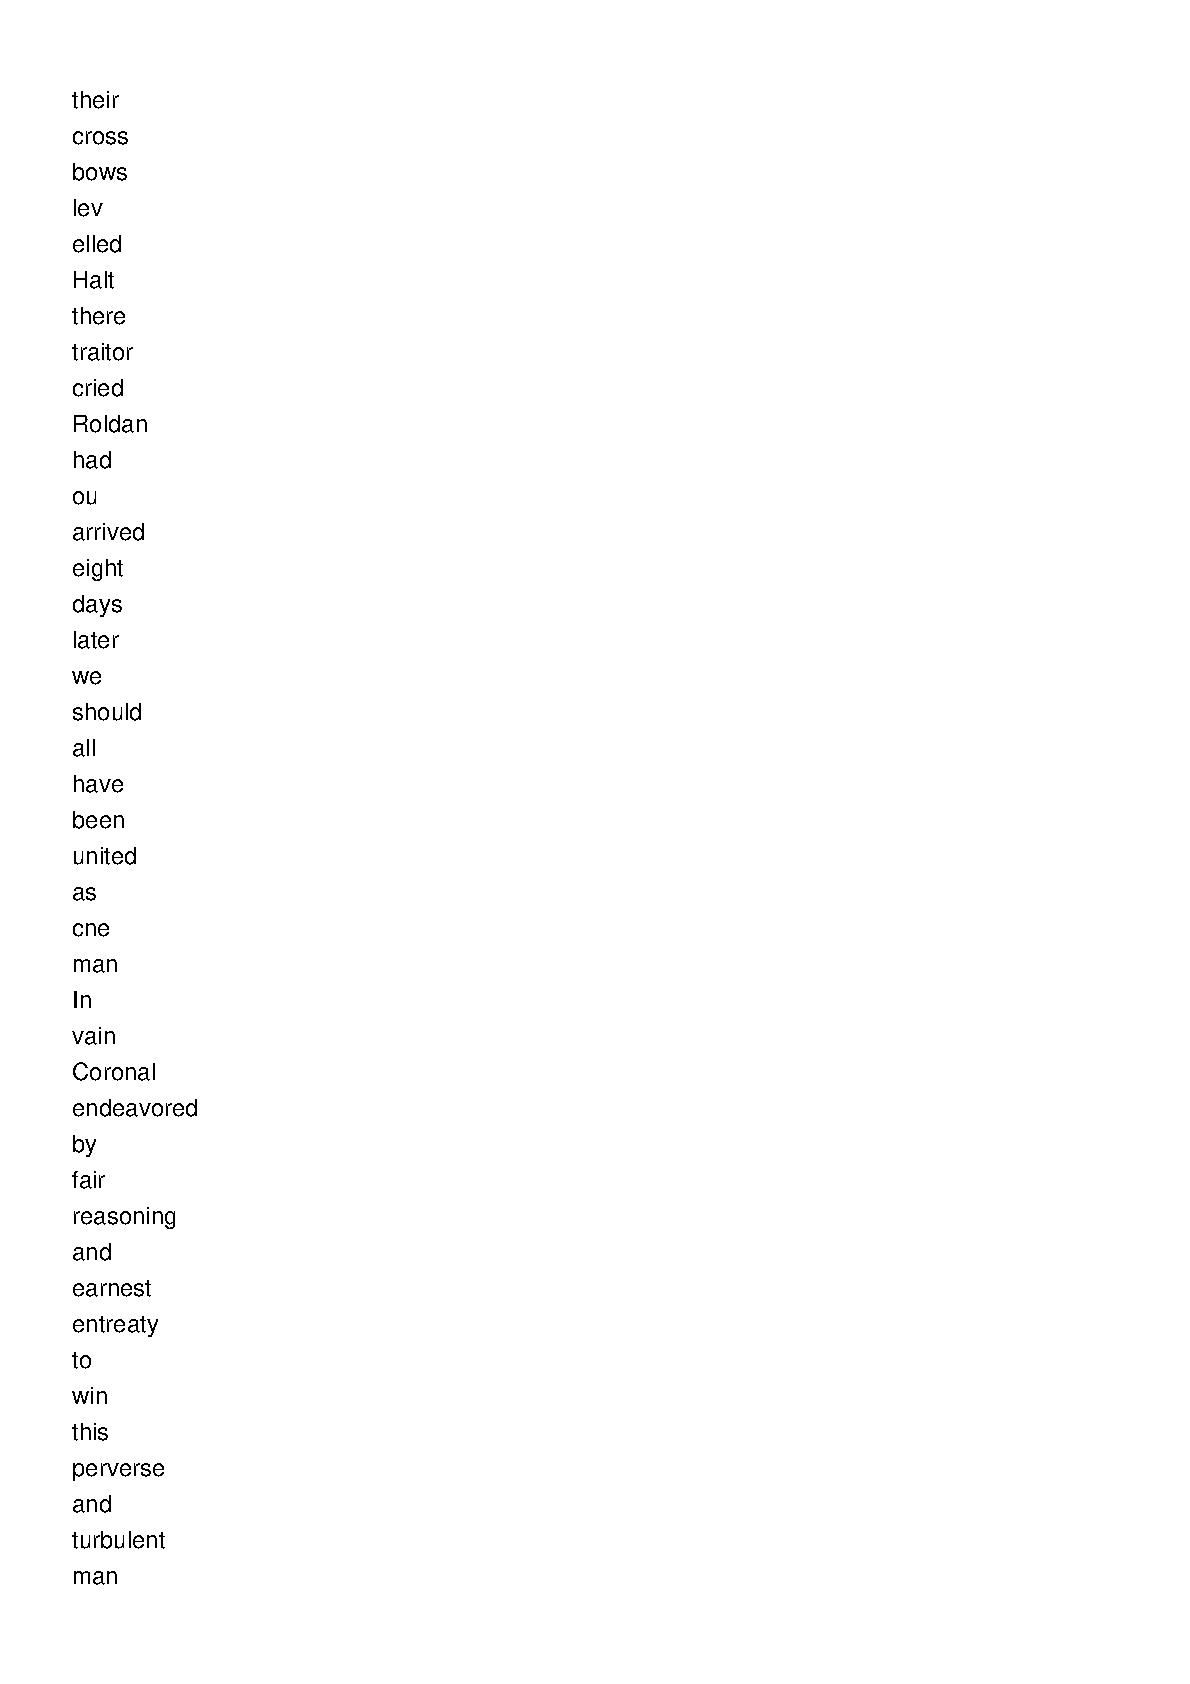 their
cross
bows
lev
elled
Halt
there
traitor
cried
Roldan
had
ou
arrived
eight
days
later
we
should
all
have
been
united
as
cne
man
In
vain
Coronal
endeavored
by
fair
reasoning
and
earnest
entreaty
to
win
this
perverse
and
turbulent
man